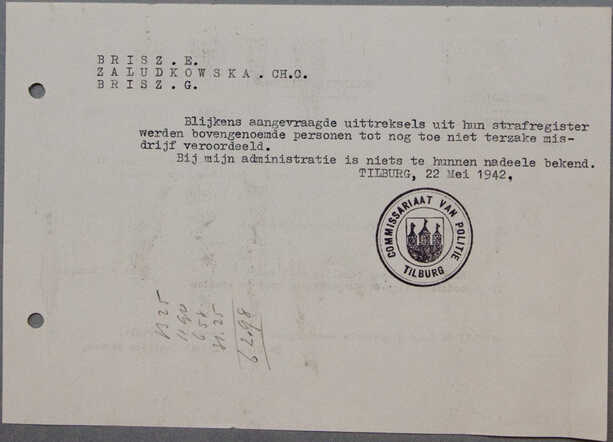 B R I S Z . E.
Z A L U D K O W S K A . CH.C.
B R I S Z . G.
Blijkens aangevraagde uittreksels uit hun strafregister
werden bovengenoemde personen tot nog toe niet terzake mis-
drijf veroordeeld.
Bij mijn administratie is niets te hunnen nadeele bekend.
TILBURG, 22 Mei 1942.
COMMISSARIAAT VAN POLITIE
TILBURG